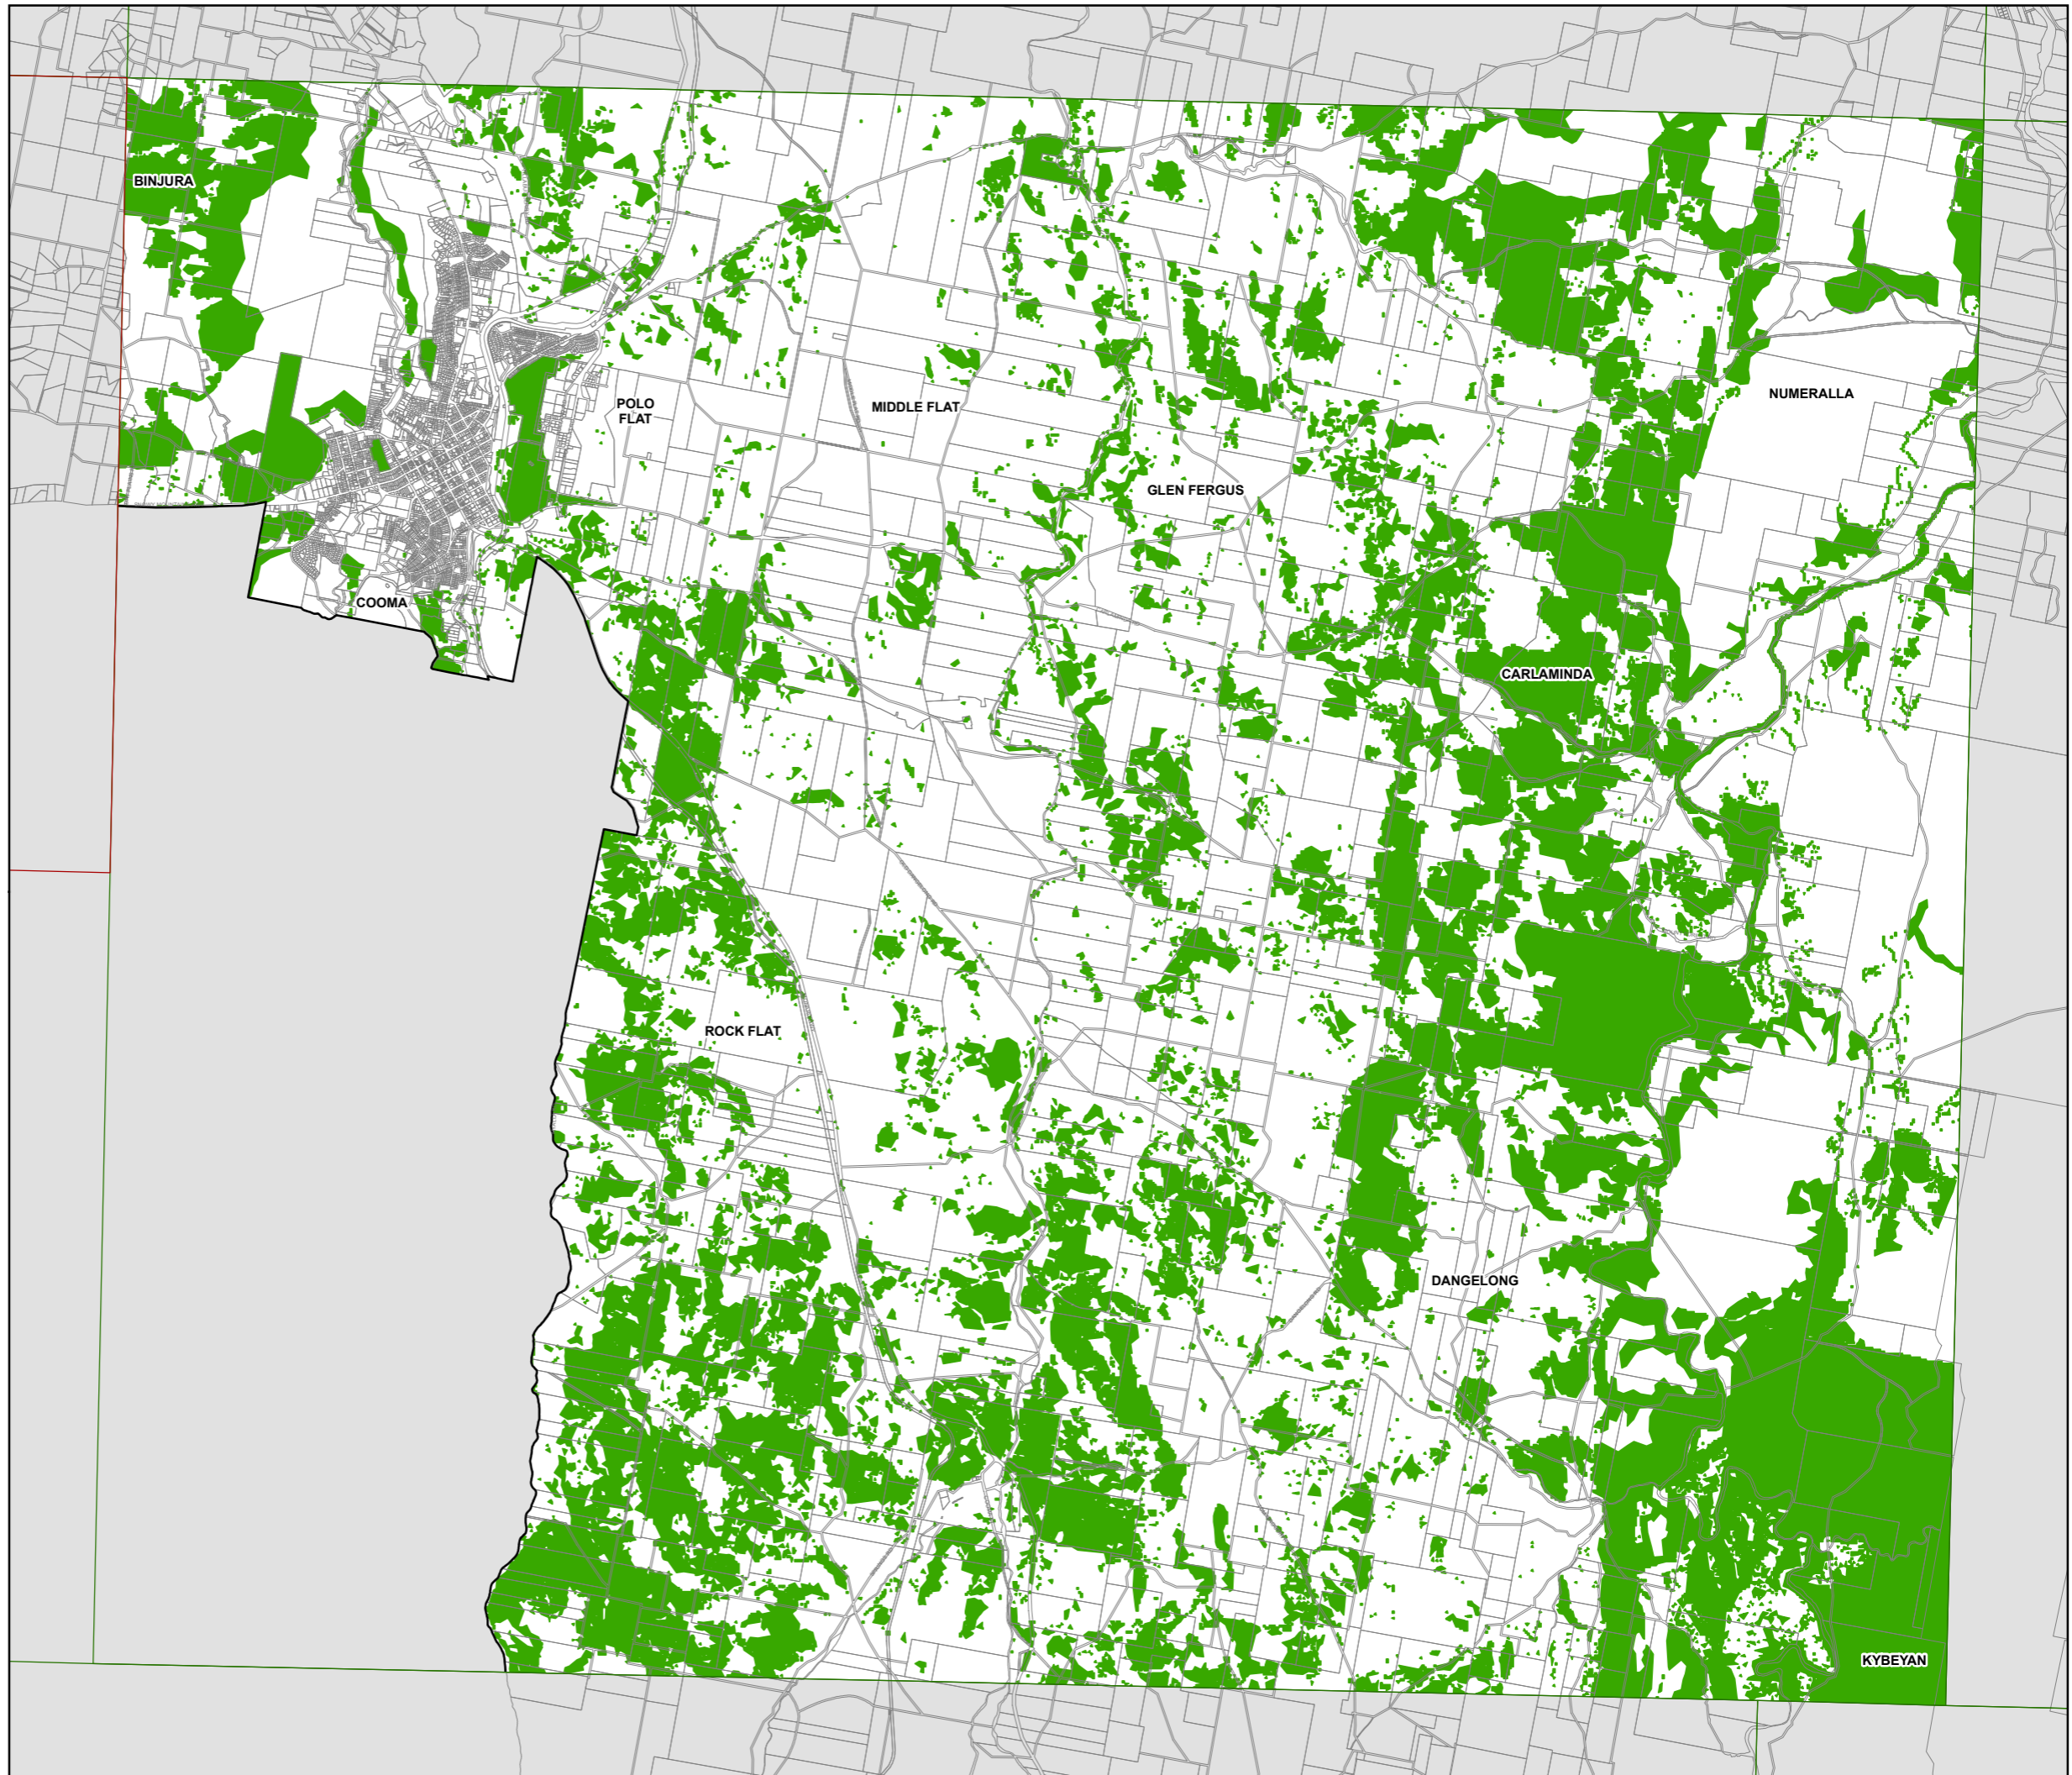 BINJURA
NUMERALLA
POLO
FLAT
MIDDLE FLAT
GLEN FERGUS
COOMA
CARLAMINDA
ROCK FLAT
DANGELONG
KYBEYAN